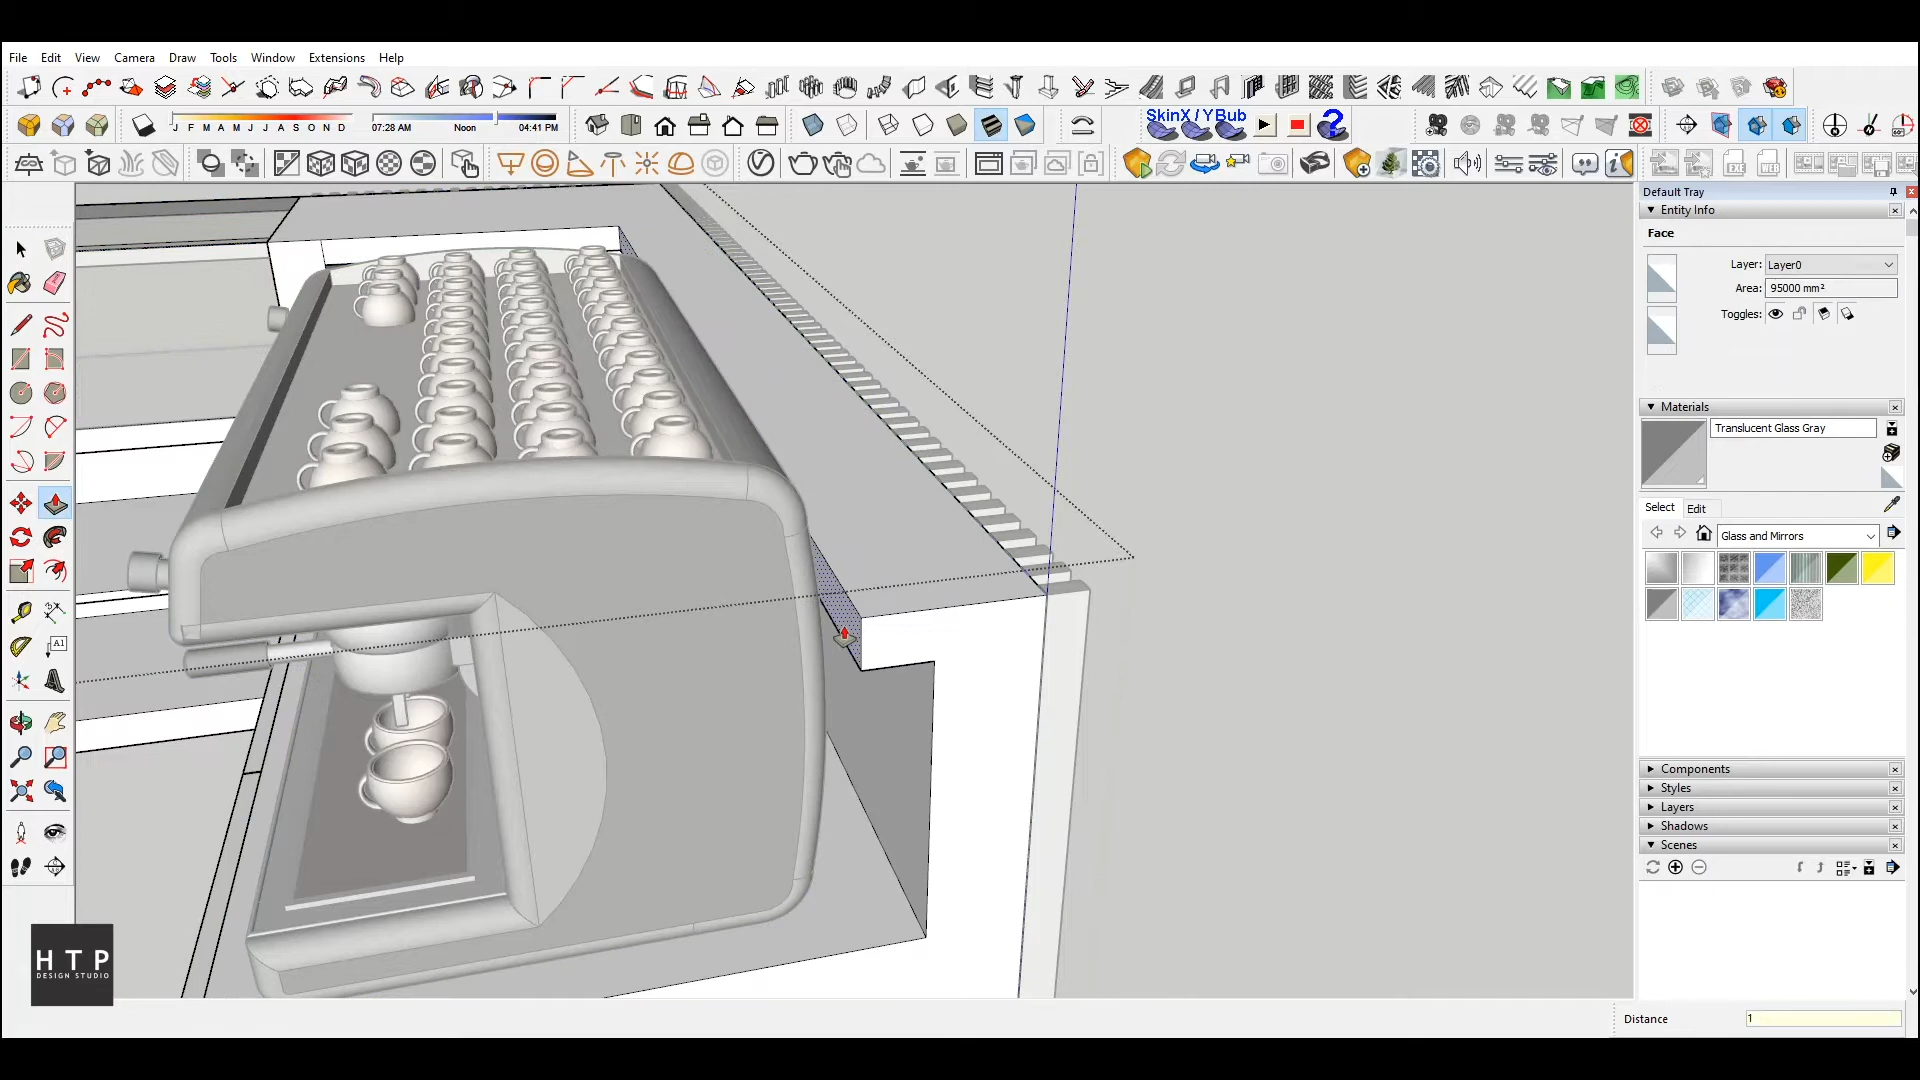 File Edit View Camera Draw Tools Window Extensions Help
SkinX / YBub
J F M A M J J A S O N D 07:28 AM Noon 04:41 PM
Default Tray
Entity Info
Face
Layer: Layer0
Area: 95000 mm²
Toggles:
Materials
Translucent Glass Gray
Select Edit
Glass and Mirrors
A1
Components
Styles
Layers
Shadows
Scenes
HTP
DESIGN STUDIO
Distance 1